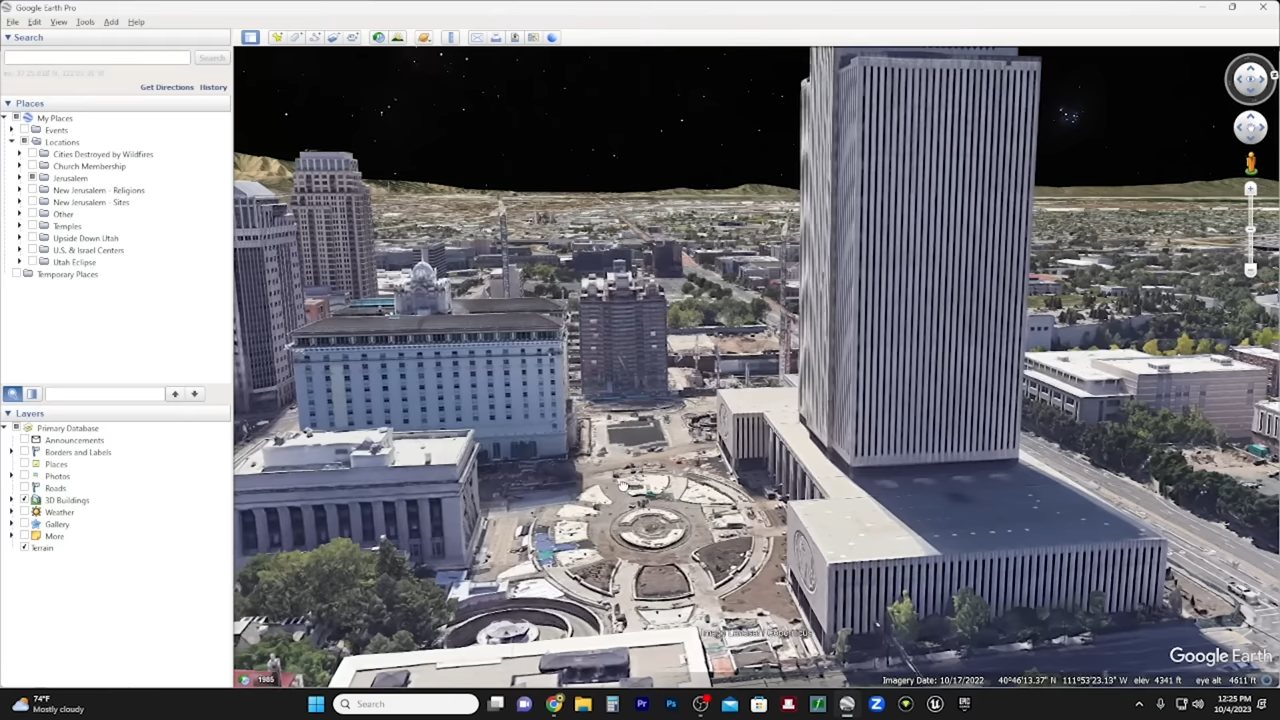 Google Earth Pro
File Edit View Tools Add Help
Search
Search
Get Directions History
Places
My Places
Events
Locations
Cities Destroyed by Wildfires
Church Membership
Jerusalem
New Jerusalem - Religions
New Jerusalem - Sites
Other
Temples
Upside Down Utah
U.S. & Israel Centers
Utah Eclipse
Temporary Places
Layers
Primary Database
Announcements
Borders and Labels
Places
Photos
Roads
3D Buildings
Weather
Gallery
More
Terrain
Google Earth
1985
Imagery Date: 10/17/2022 40°46'13.37" N 111°53'23.13" W elev 4341 ft eye alt 4611 ft
74°F
Mostly cloudy
Search
12:25 PM
10/4/2023